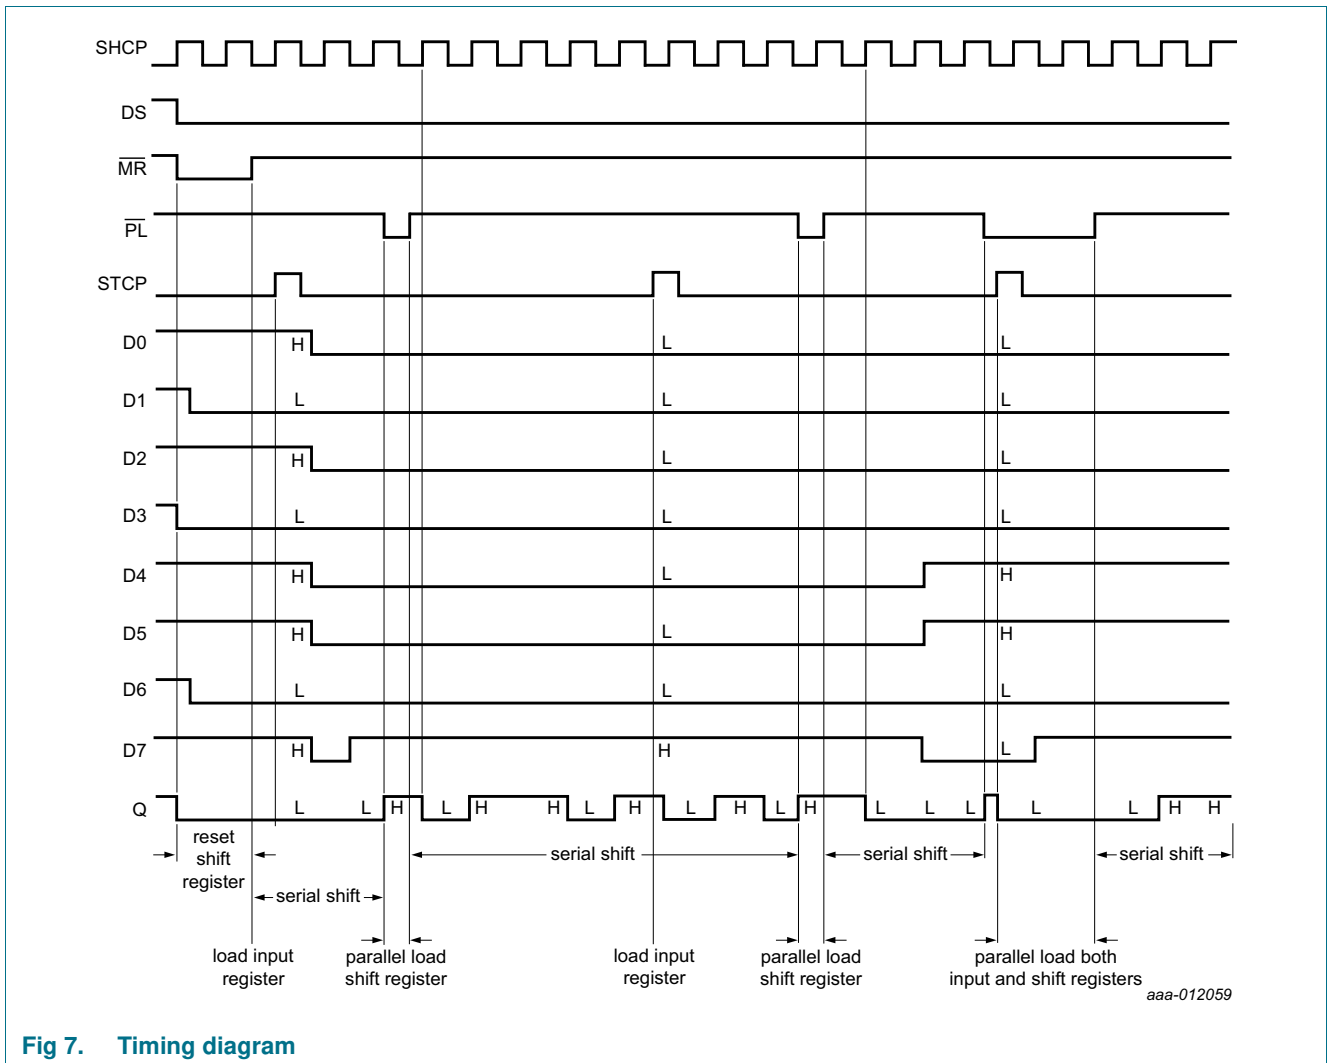 SHCP
DS
MR
PL
STCP
D0 H L L
D1 L L L
D2 H L L
D3 L L L
D4 H L H
D5 H L H
D6 L L L
D7 H H L
Q L L H L H H L H L H L H L L L L L H H
reset
shift
register
serial shift serial shift serial shift
serial shift
load input
register
parallel load
shift register
load input
register
parallel load
shift register
parallel load both
input and shift registers
aaa-012059
Fig 7. Timing diagram